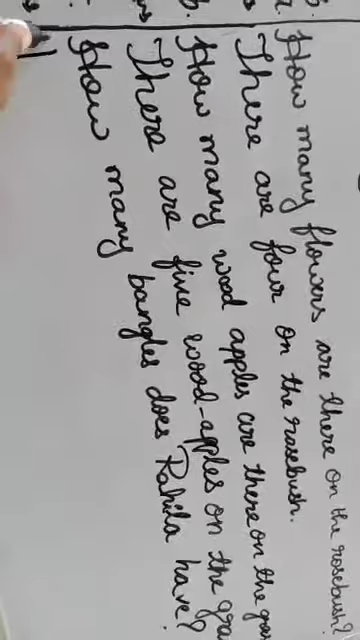 How many flowers are there on the rosebush?
There are four on the rosebush.
How many wood apples are there on the
There are five wood-apples on the
How many bangles does Rahila have?